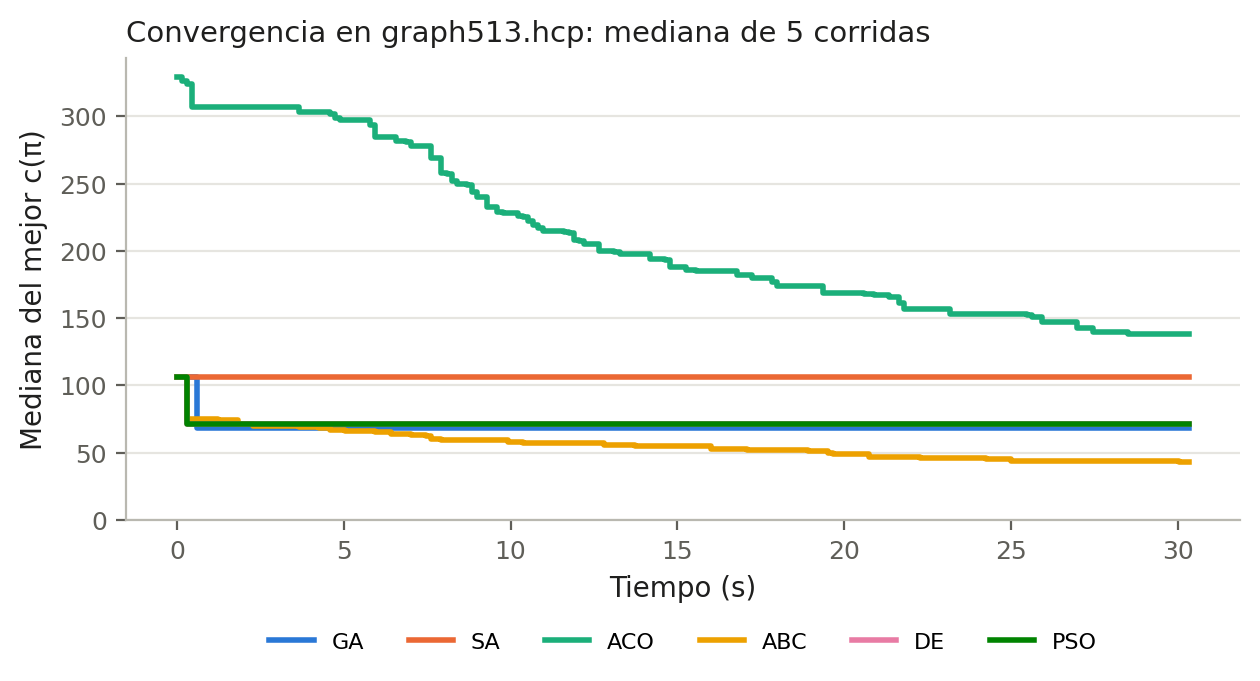 Convergencia en graph513.hcp: mediana de 5 corridas
Mediana del mejor c(π)
300
250
200
150
100
50
0
0 5 10 15 20 25 30
Tiempo (s)
GA SA ACO ABC DE PSO